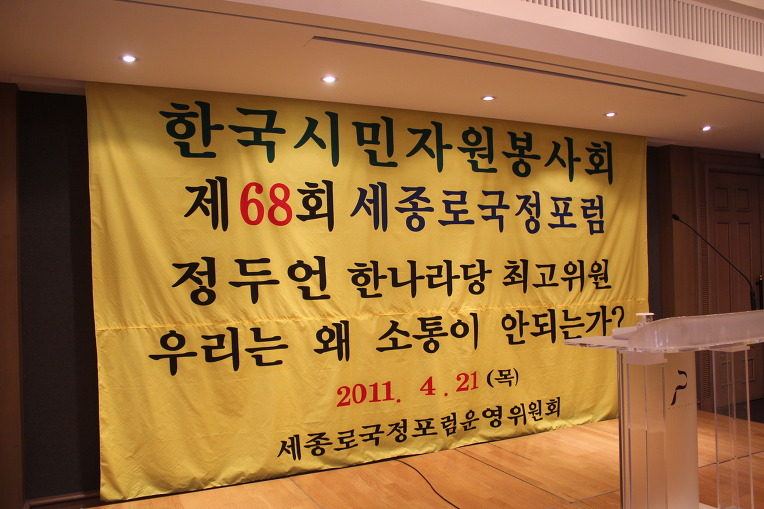 한국시민자원봉사회
제68회 세종로국정포럼
정두언 한나라당 최고위원
우리는 왜 소통이 안되는가?
2011. 4. 21 (목)
세종로국정포럼운영위원회